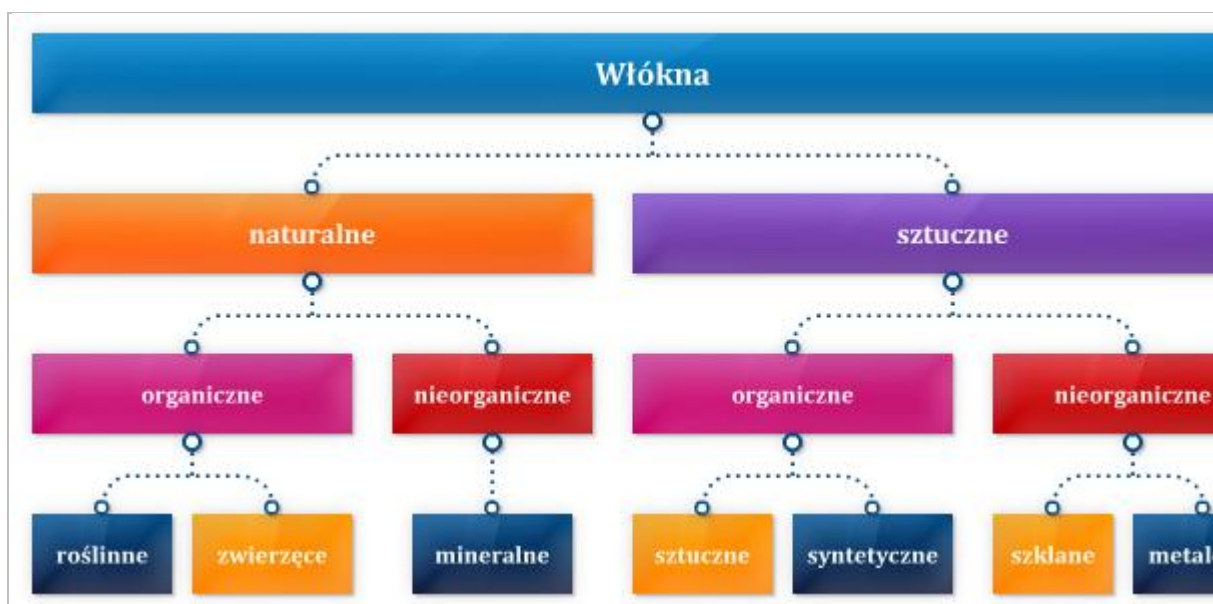 Włókna
naturalne
sztuczne
organiczne
nieorganiczne
organiczne
nieorganiczne
roślinne
zwierzęce
mineralne
sztuczne
syntetyczne
szklane